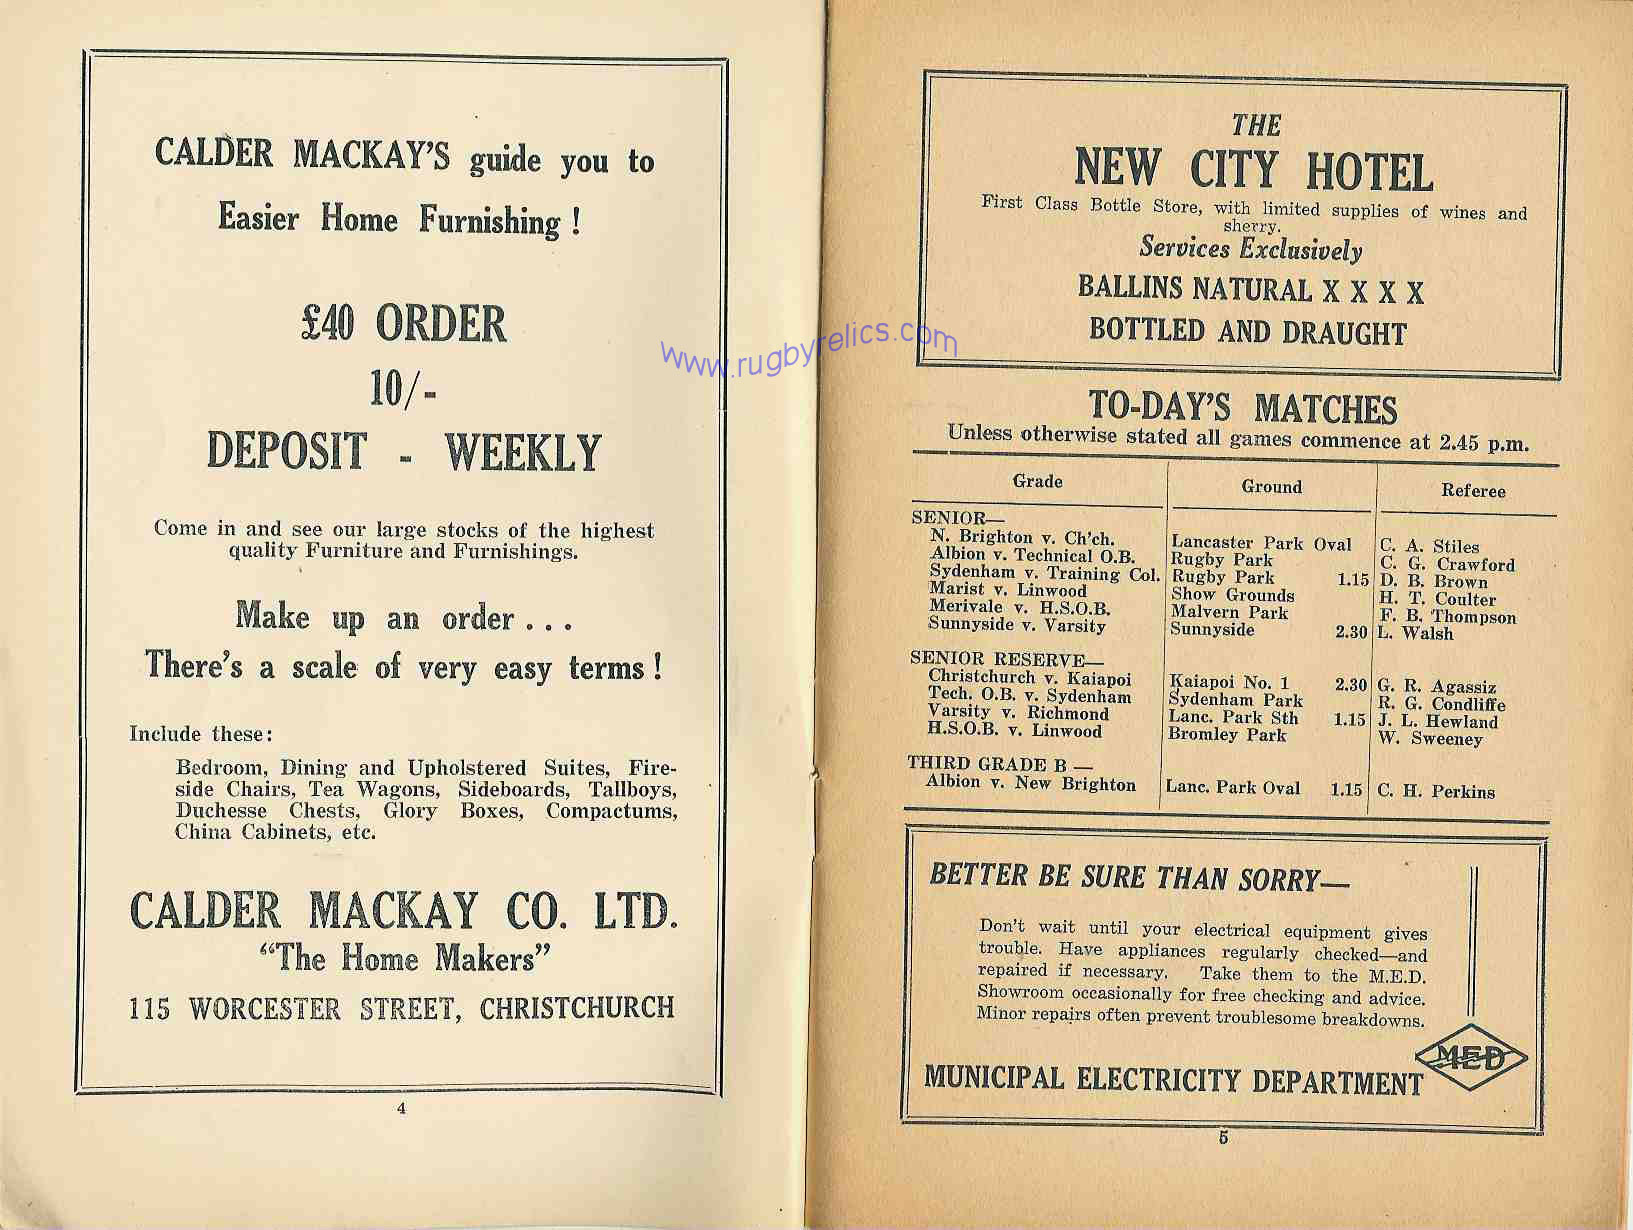 CALDER MACKAY'S guide you to
Easier Home Furnishing !
£40 ORDER
10/-
DEPOSIT - WEEKLY
Come in and see our large stocks of the highest
quality Furniture and Furnishings.
Make up an order . . .
There's a scale of very easy terms !
Include these:
Bedroom, Dining and Upholstered Suites, Fire-
side Chairs, Tea Wagons, Sideboards, Tallboys,
Duchesse Chests, Glory Boxes, Compactums,
China Cabinets, etc.
CALDER MACKAY CO. LTD.
"The Home Makers"
115 WORCESTER STREET, CHRISTCHURCH
4
www.rugbyrelics.com
THE
NEW CITY HOTEL
First Class Bottle Store, with limited supplies of wines and
sherry.
Services Exclusively
BALLINS NATURAL X X X X
BOTTLED AND DRAUGHT
TO-DAY'S MATCHES
Unless otherwise stated all games commence at 2.45 p.m.
Grade Ground Referee
SENIOR—
N. Brighton v. Ch'ch. Lancaster Park Oval C. A. Stiles
Albion v. Technical O.B. Rugby Park C. G. Crawford
Sydenham v. Training Col. Rugby Park 1.15 D. B. Brown
Marist v. Linwood Show Grounds H. T. Coulter
Merivale v. H.S.O.B. Malvern Park F. B. Thompson
Sunnyside v. Varsity Sunnyside 2.30 L. Walsh
SENIOR RESERVE—
Christchurch v. Kaiapoi Kaiapoi No. 1 2.30 G. R. Agassiz
Tech. O.B. v. Sydenham Sydenham Park R. G. Condliffe
Varsity v. Richmond Lanc. Park Sth 1.15 J. L. Hewland
H.S.O.B. v. Linwood Bromley Park W. Sweeney
THIRD GRADE B —
Albion v. New Brighton Lanc. Park Oval 1.15 C. H. Perkins
BETTER BE SURE THAN SORRY—
Don't wait until your electrical equipment gives
trouble. Have appliances regularly checked—and
repaired if necessary. Take them to the M.E.D.
Showroom occasionally for free checking and advice.
Minor repairs often prevent troublesome breakdowns.
MED
MUNICIPAL ELECTRICITY DEPARTMENT
5